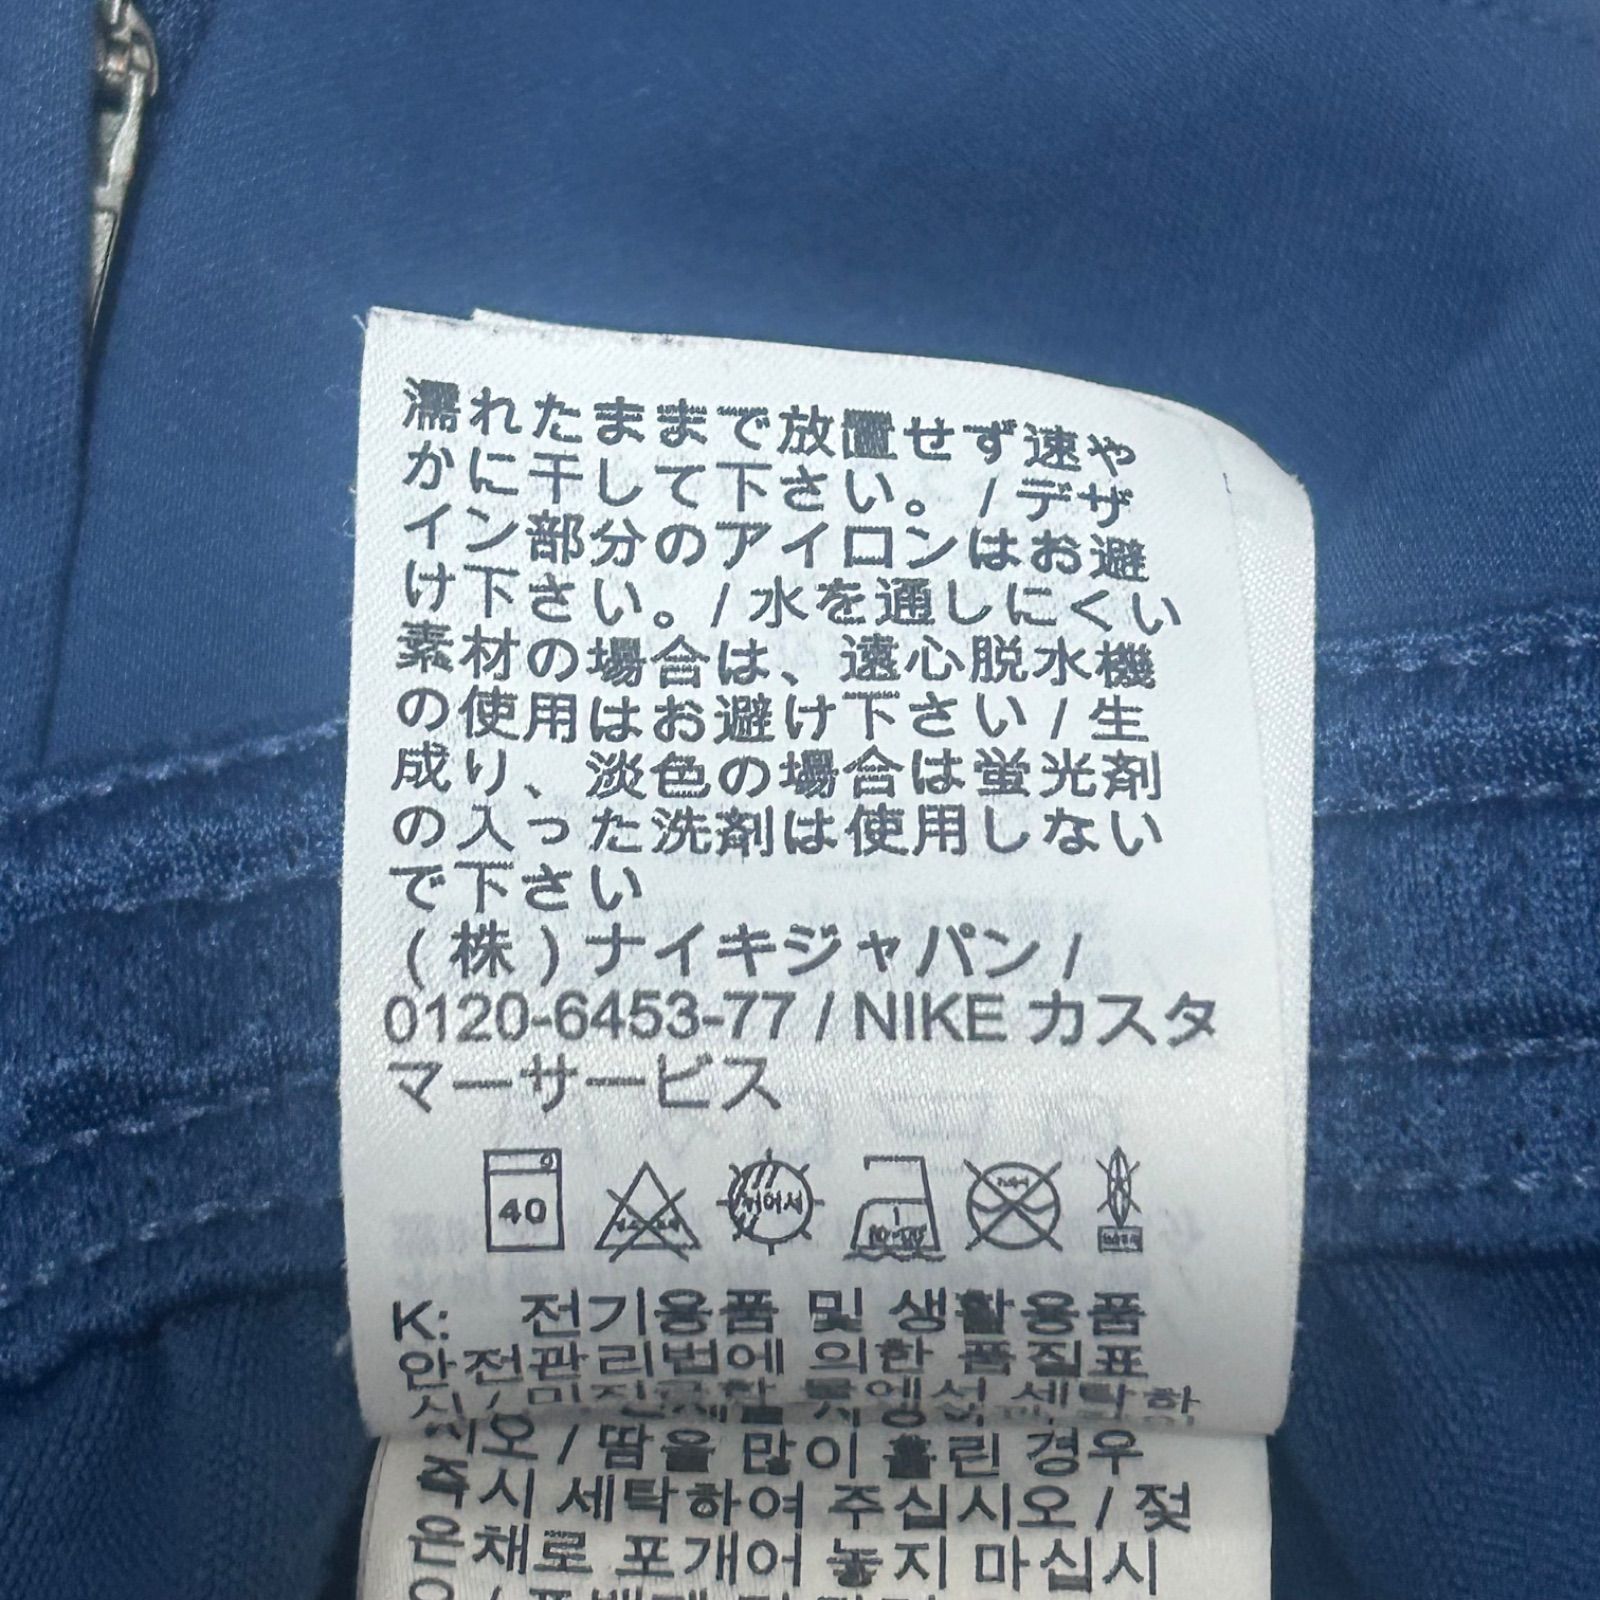 濡れたままで放置せず速や
かに干して下さい。/ デザ
イン部分のアイロンはお避
け下さい。/ 水を通しにくい
素材の場合は、遠心脱水機
の使用はお避け下さい / 生
成り、淡色の場合は蛍光剤
の入った洗剤は使用しない
で下さい
(株)ナイキジャパン /
0120-6453-77 / NIKE カスタ
マーサービス
40
뉘어서
K: 전기용품 및 생활용품
안전관리법에 의한 품질표
세탁하
시오 / 땀을 많이 흘린 경우
즉시 세탁하여 주십시오 / 젖
은채로 포개어 놓지 마십시